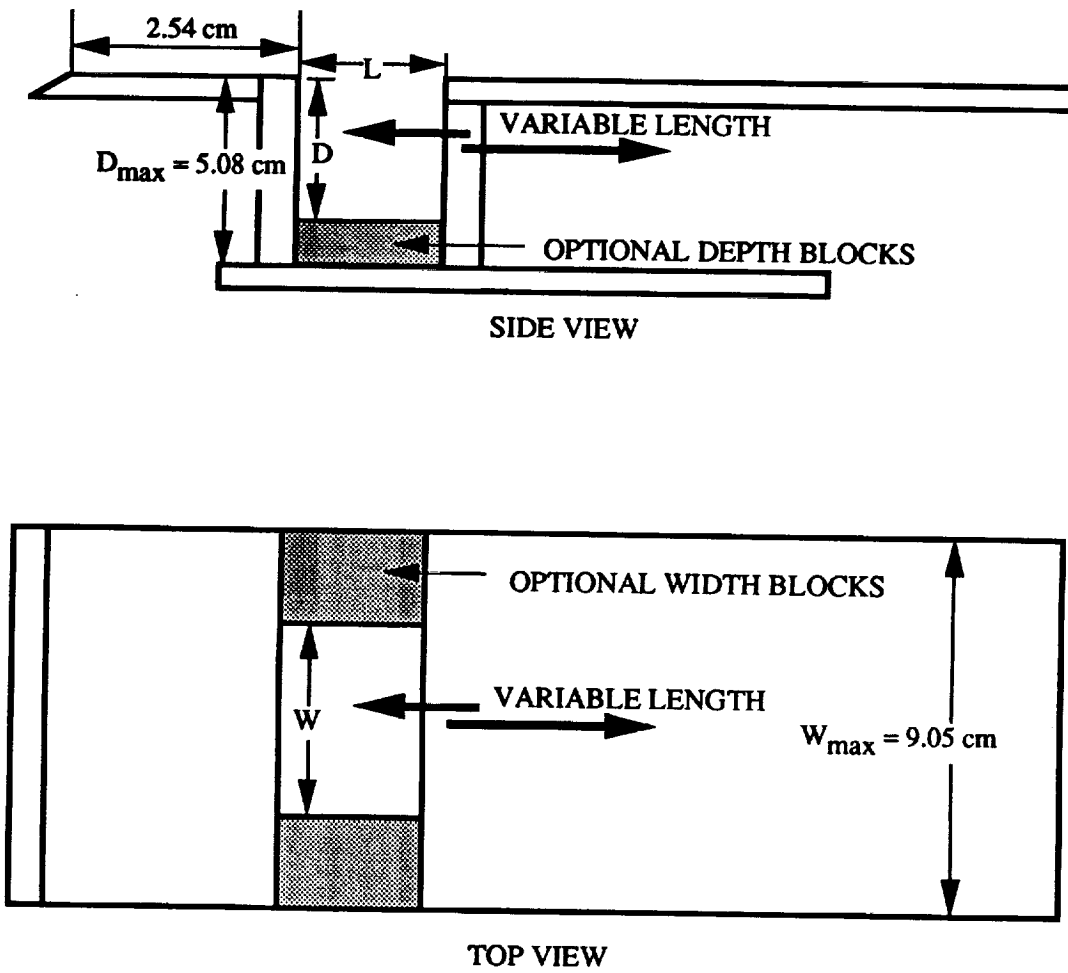 2.54 cm
L
VARIABLE LENGTH
D
Dmax = 5.08 cm
OPTIONAL DEPTH BLOCKS
SIDE VIEW
OPTIONAL WIDTH BLOCKS
VARIABLE LENGTH
W
Wmax = 9.05 cm
TOP VIEW